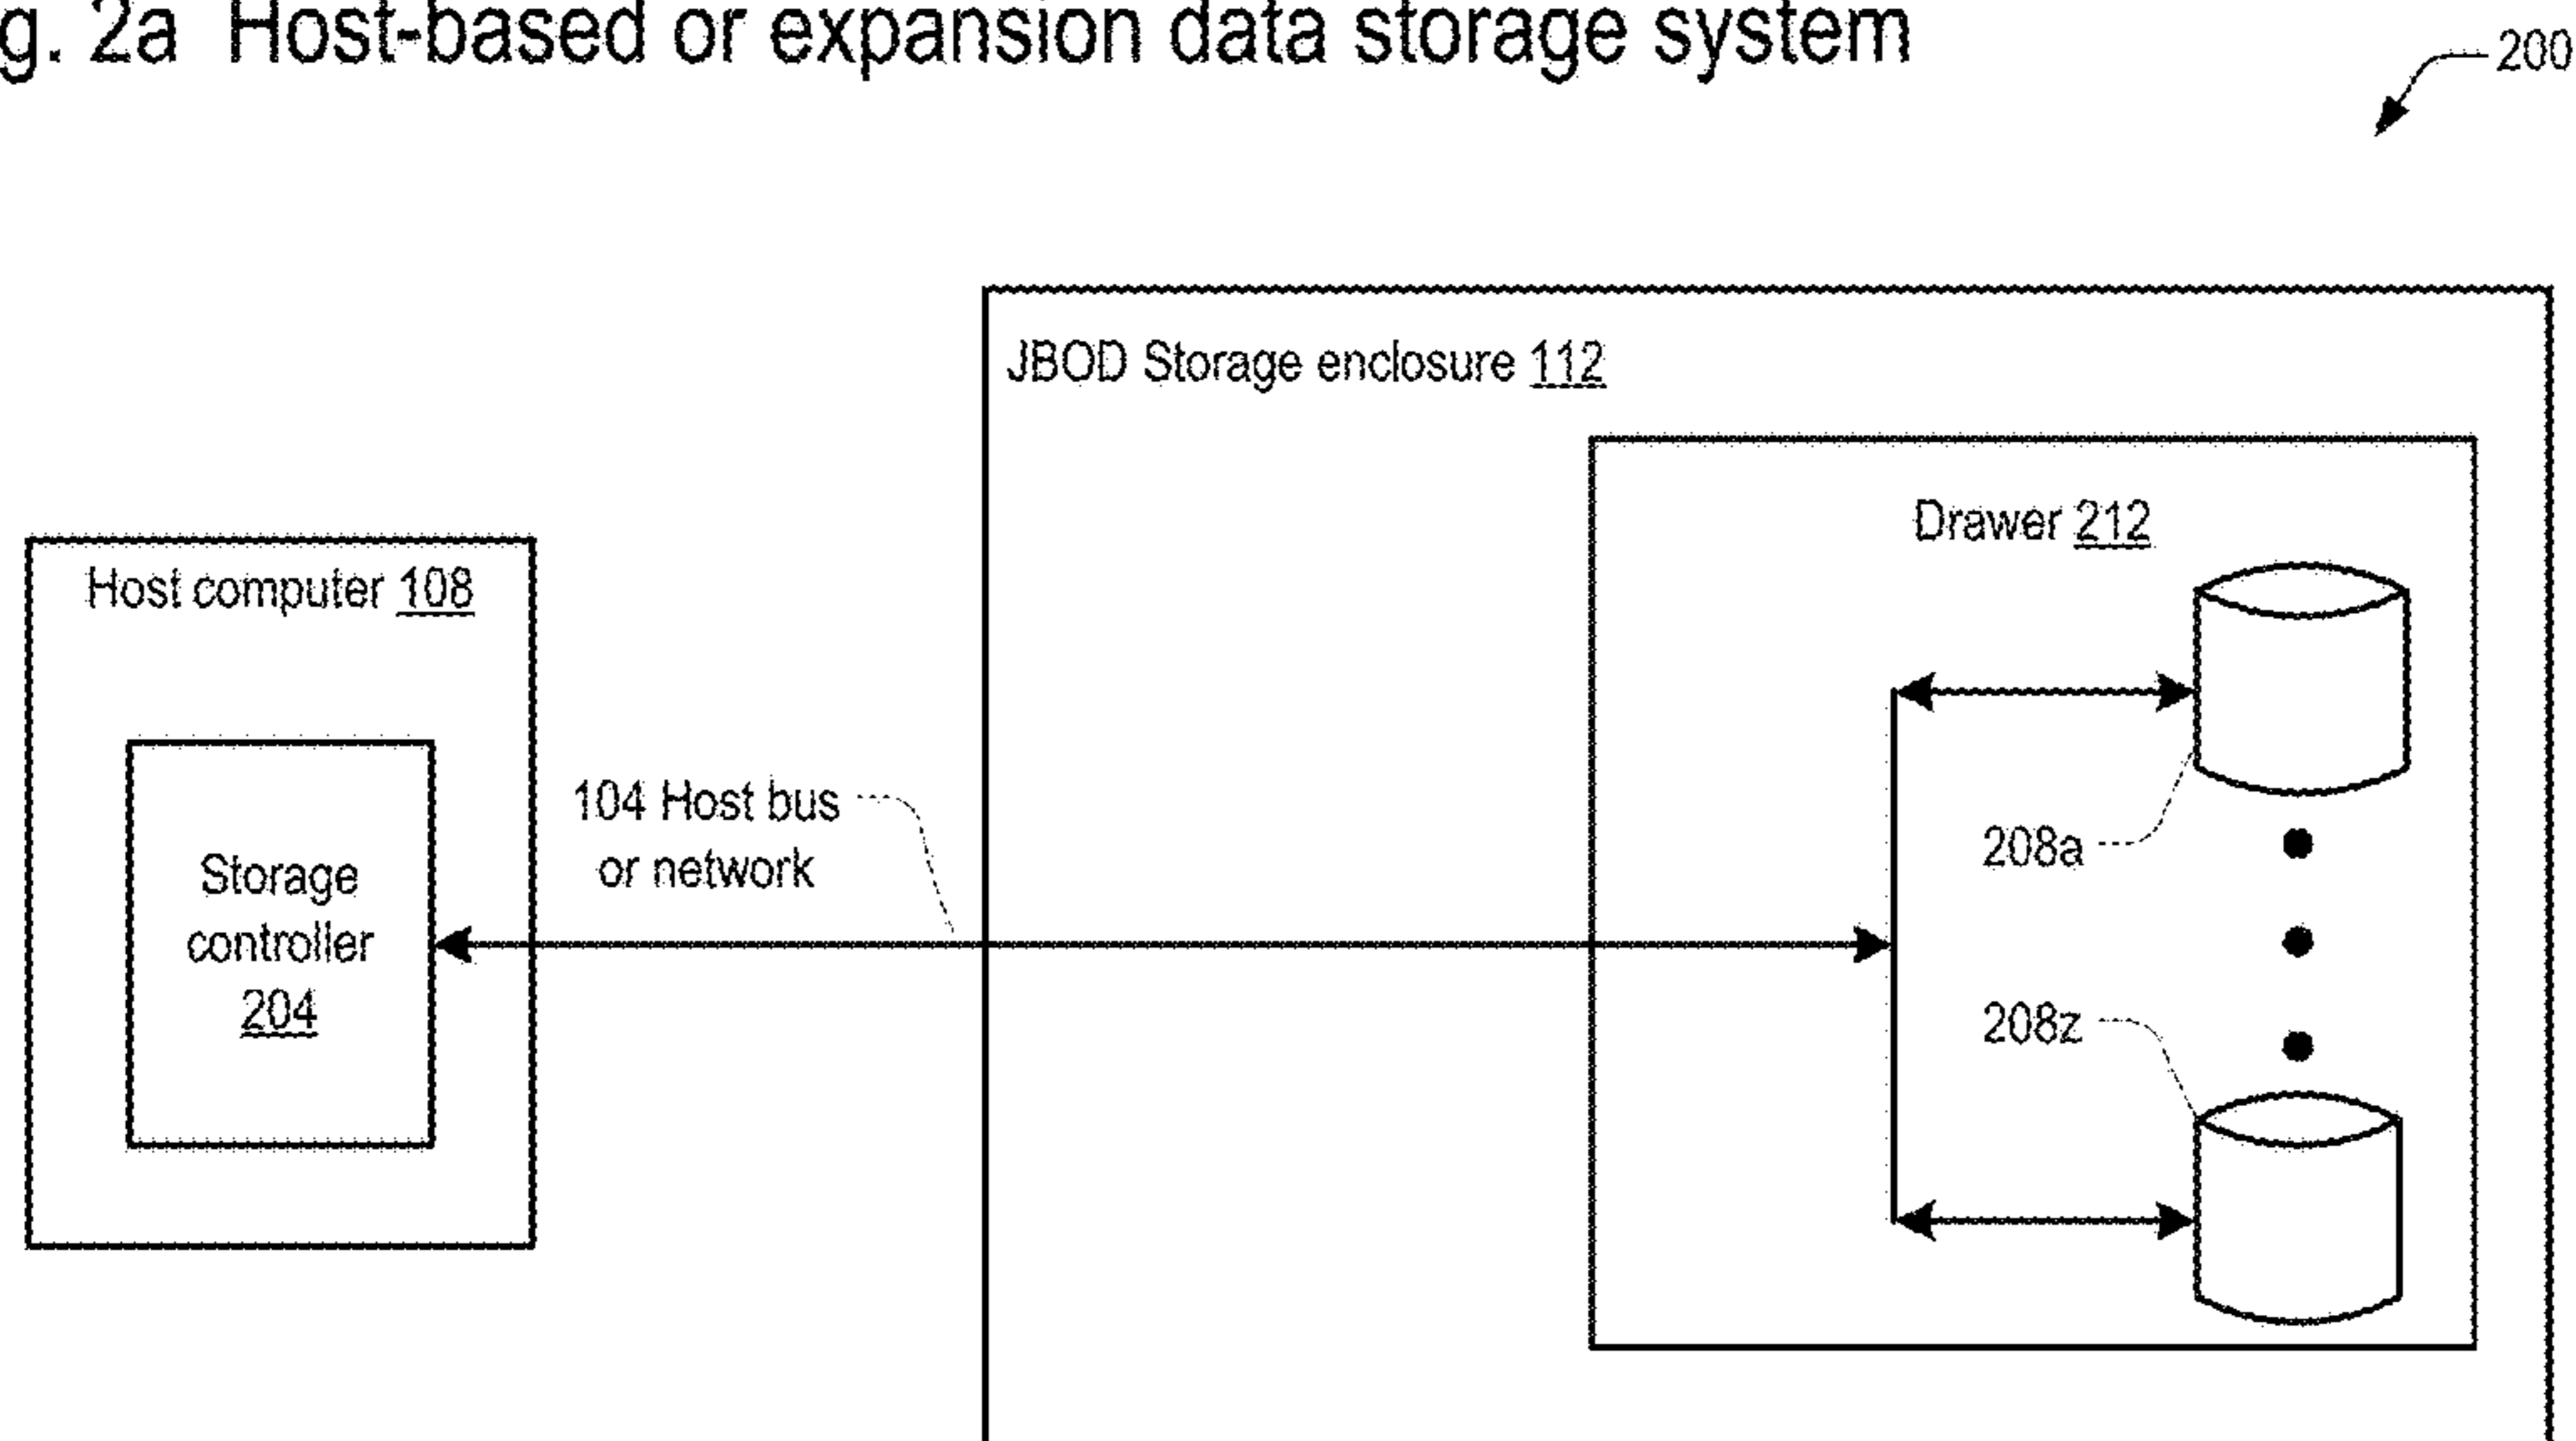 g. 2a Host-based or expansion data storage system
200
JBOD Storage enclosure 112
Drawer 212
Host computer 108
104 Host bus
or network
208a
Storage
controller
204
208z